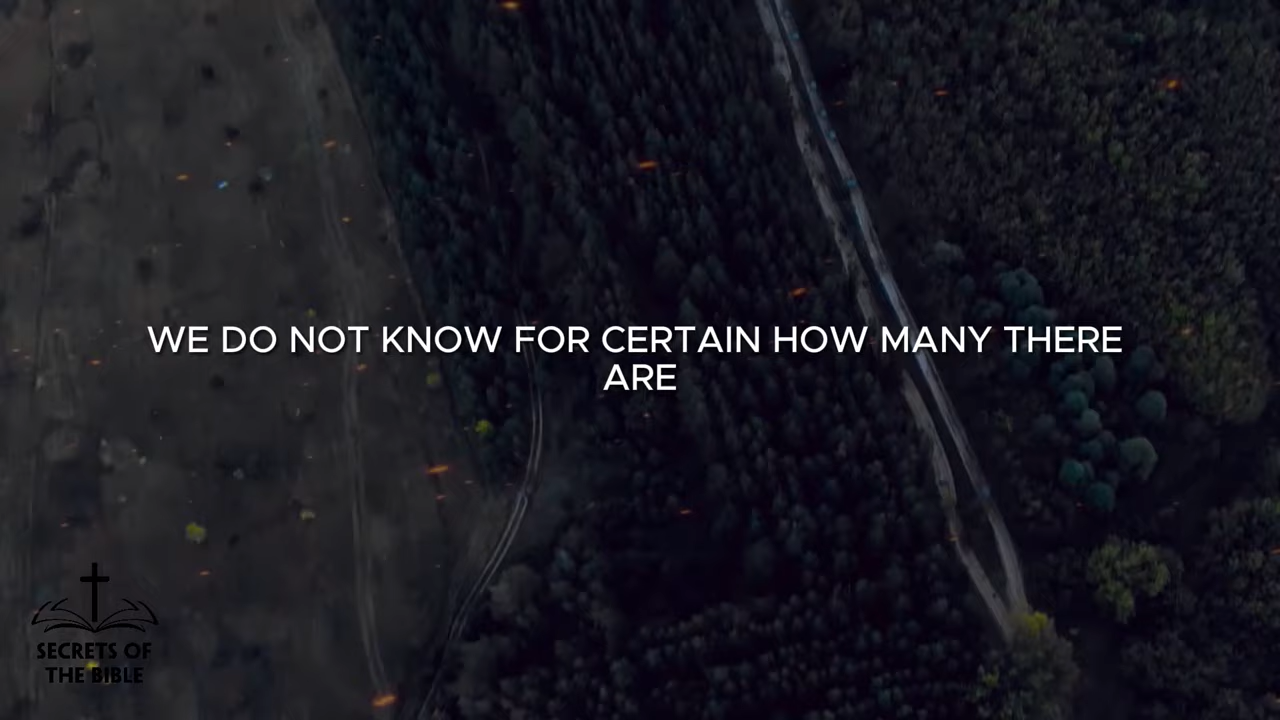 WE DO NOT KNOW FOR CERTAIN HOW MANY THERE
ARE
SECRETS OF
THE BIBLE